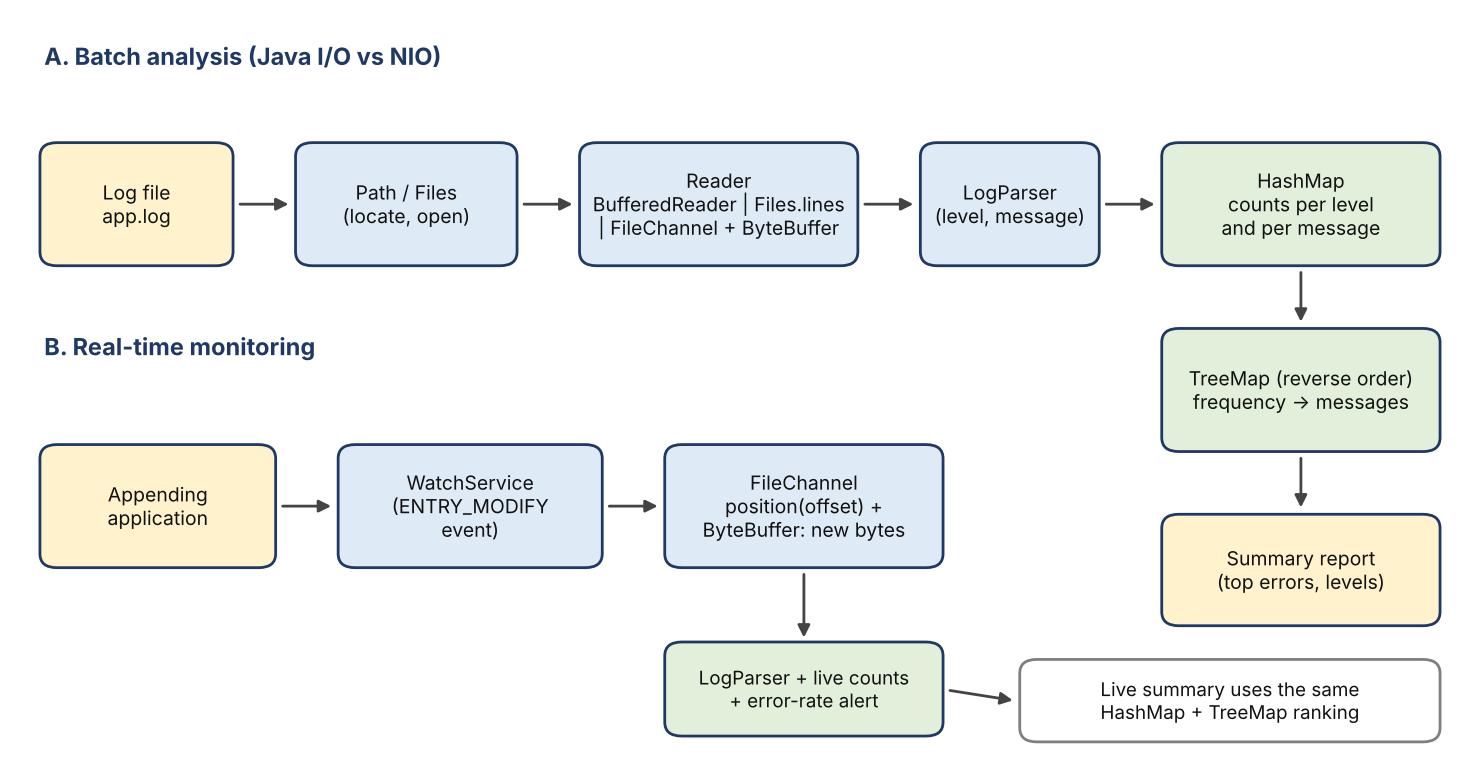 A. Batch analysis (Java I/O vs NIO)
Log file
app.log
Path / Files
(locate, open)
Reader
BufferedReader | Files.lines
| FileChannel + ByteBuffer
LogParser
(level, message)
HashMap
counts per level
and per message
TreeMap (reverse order)
frequency → messages
Summary report
(top errors, levels)
B. Real-time monitoring
Appending
application
WatchService
(ENTRY_MODIFY
event)
FileChannel
position(offset) +
ByteBuffer: new bytes
LogParser + live counts
+ error-rate alert
Live summary uses the same
HashMap + TreeMap ranking